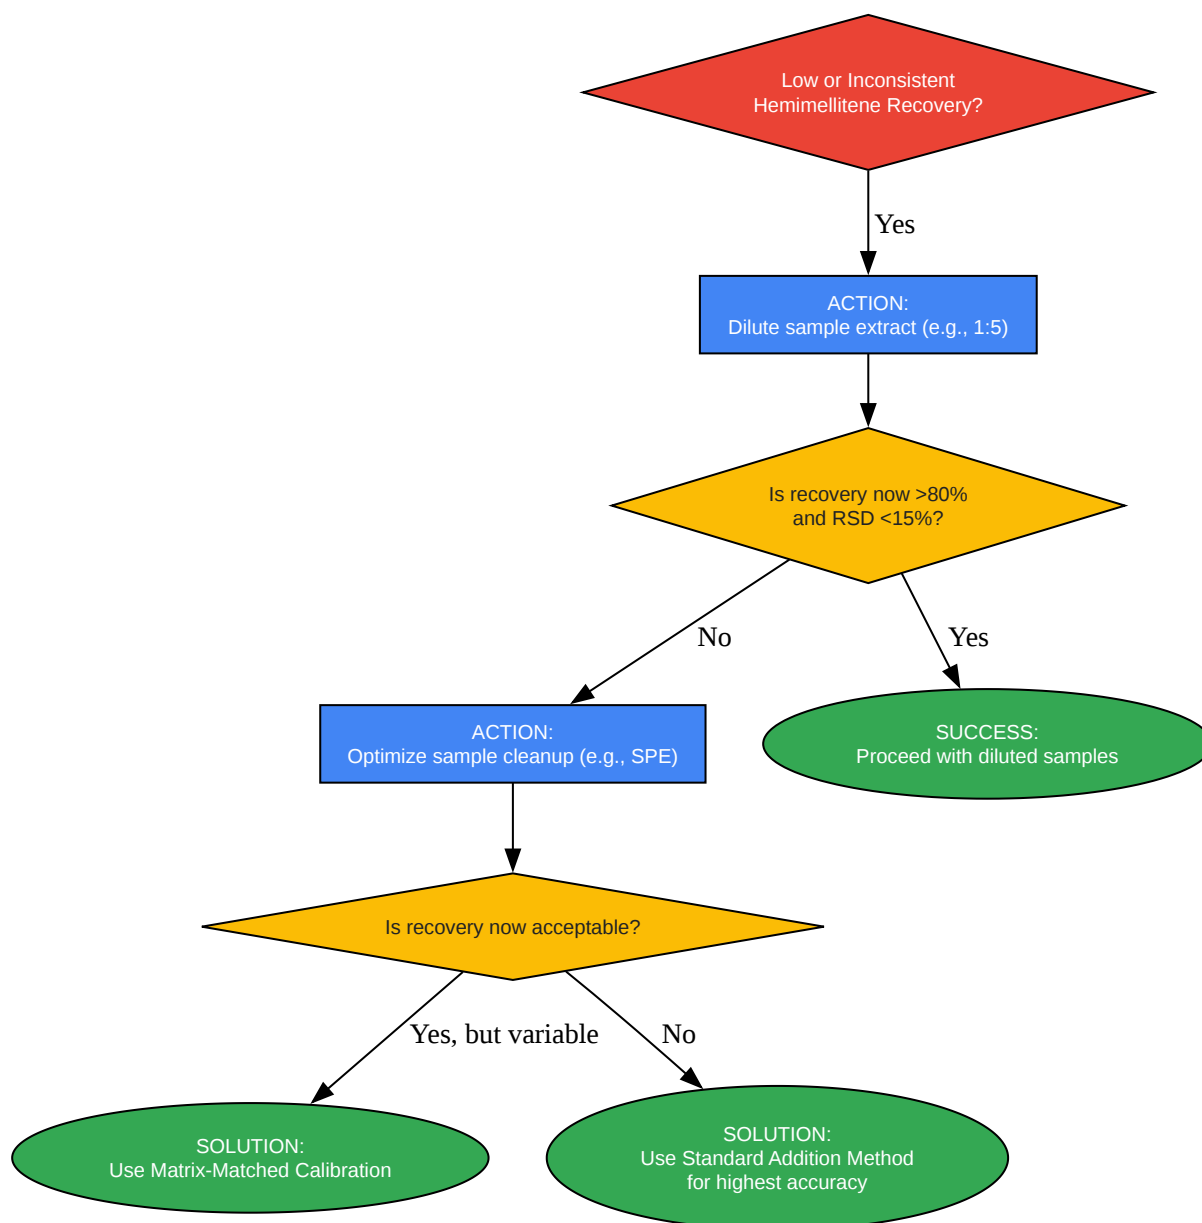 Low or Inconsistent
Hemimellitene Recovery?
Yes
ACTION:
Dilute sample extract (e.g., 1:5)
Is recovery now >80%
and RSD <15%?
No
Yes
ACTION:
Optimize sample cleanup (e.g., SPE)
SUCCESS:
Proceed with diluted samples
Is recovery now acceptable?
Yes, but variable
No
SOLUTION:
Use Matrix-Matched Calibration
SOLUTION:
Use Standard Addition Method
for highest accuracy